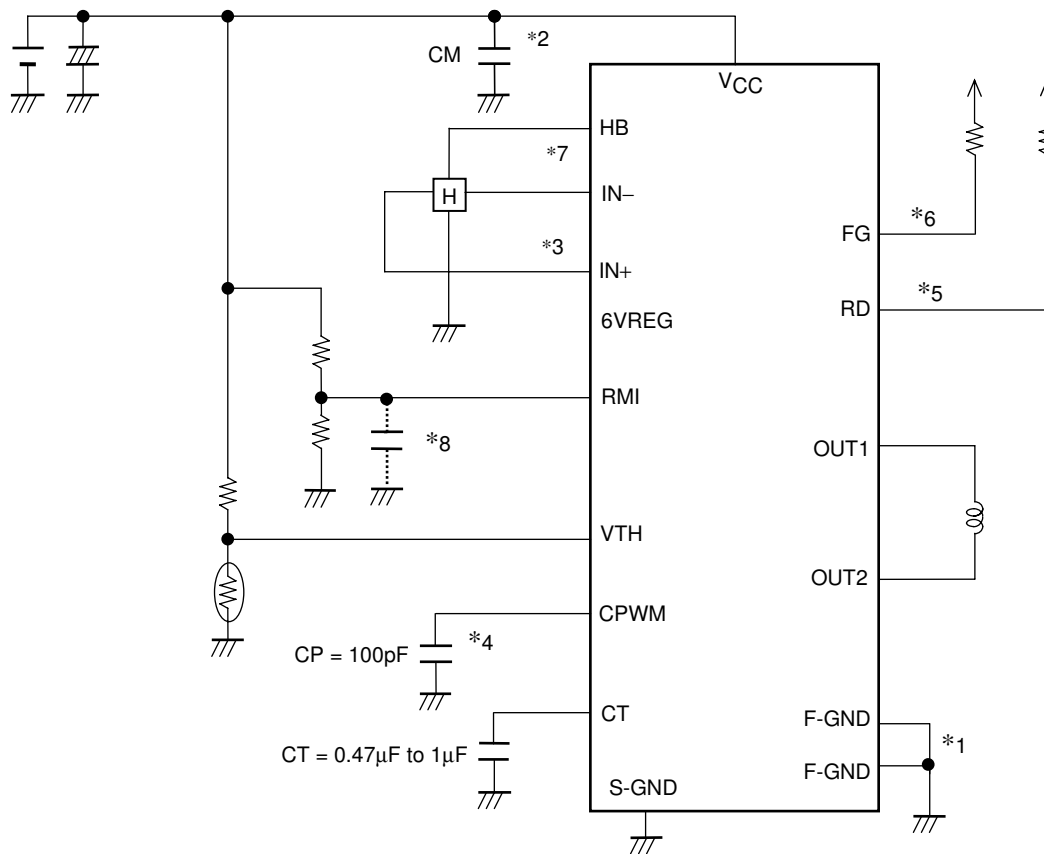 CM
*2
VCC
HB
*7
H
IN−
*3
IN+
6VREG
FG
*6
RD
*5
RMI
*8
OUT1
VTH
OUT2
CPWM
*4
CP = 100pF
CT
CT = 0.47µF to 1µF
F-GND
*1
F-GND
S-GND